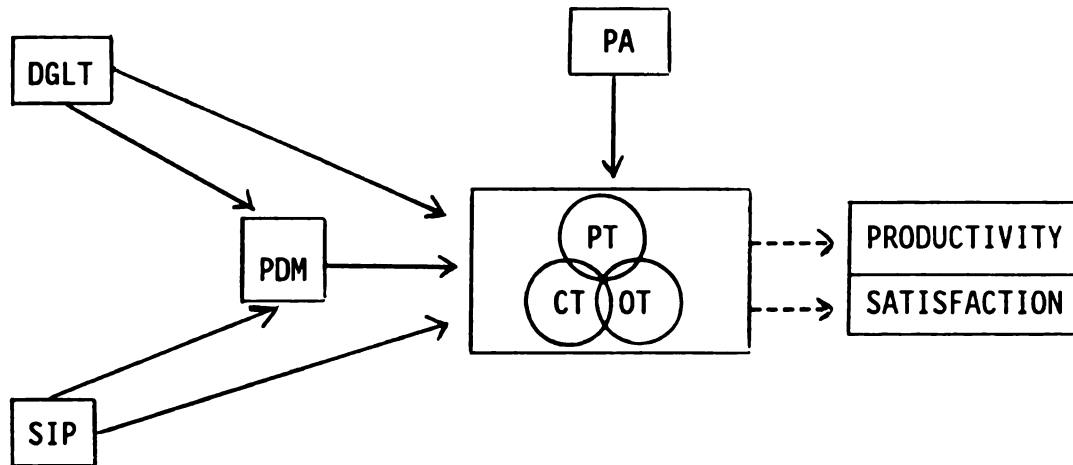 PA
DGLT
PT
PRODUCTIVITY
PDM
CT OT
SATISFACTION
SIP